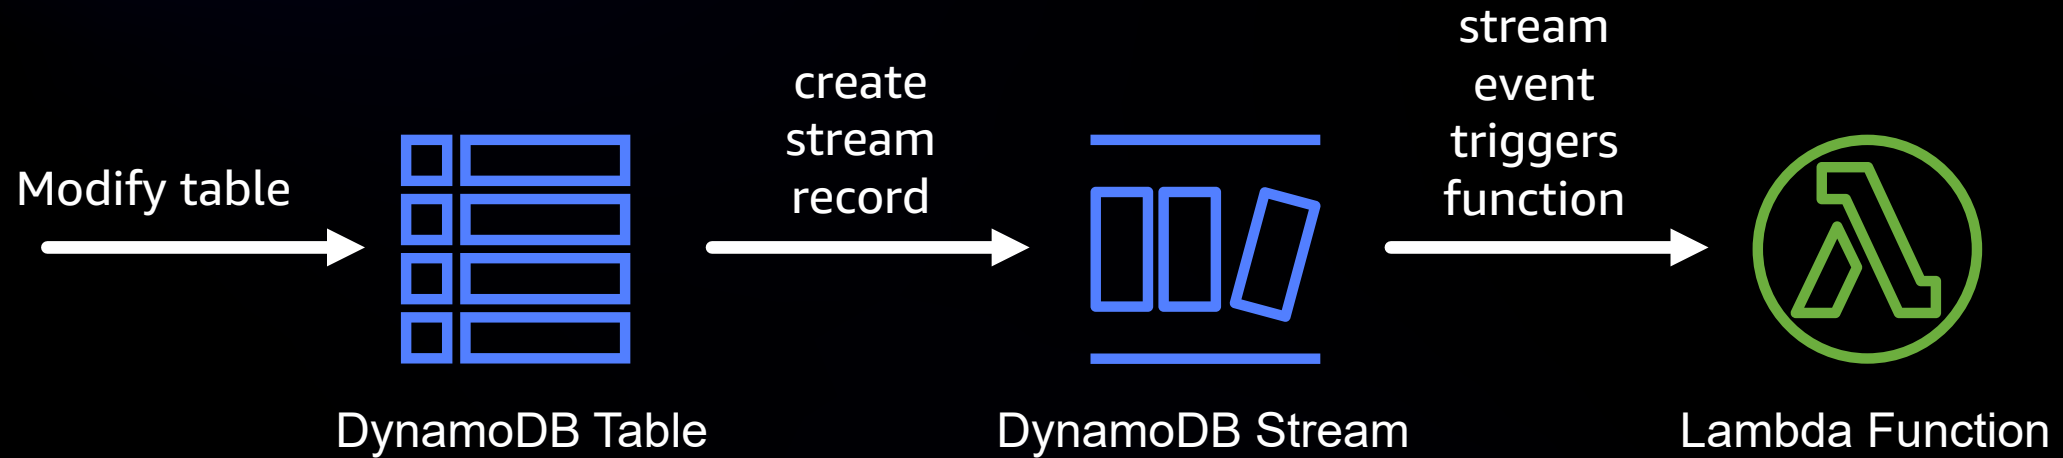 Modify table
DynamoDB Table
create
stream
record
DynamoDB Stream
stream
event
triggers
function
Lambda Function